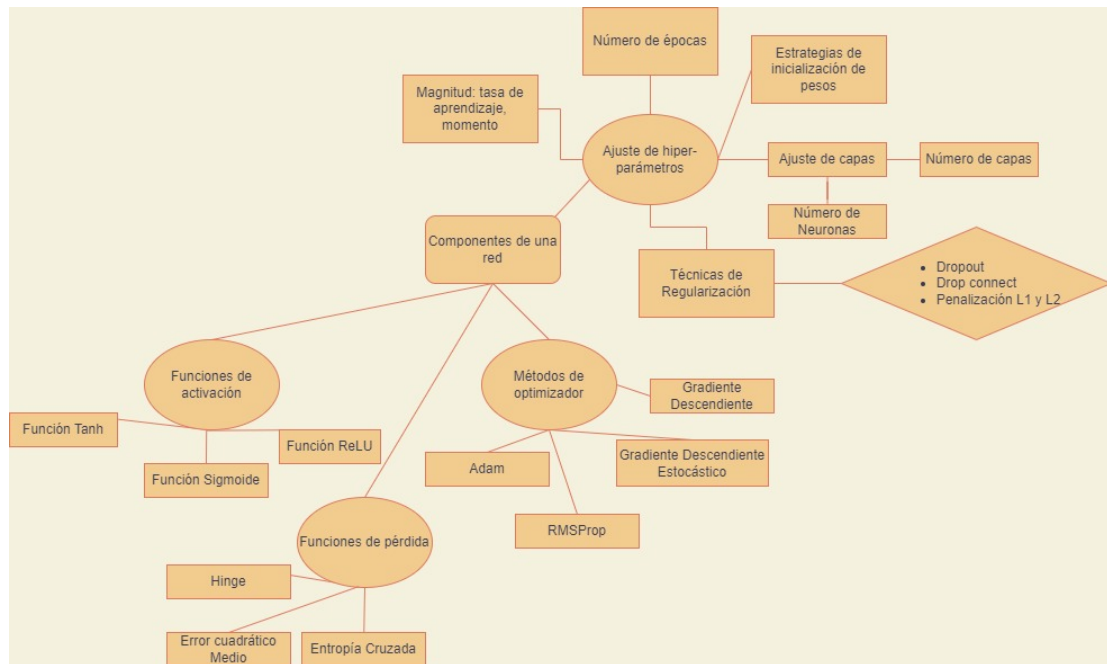 Número de épocas
Estrategias de
inicialización de
pesos
Magnitud: tasa de
aprendizaje,
momento
Ajuste de hiper-
parámetros
Ajuste de capas
Número de capas
Número de
Neuronas
Componentes de una
red
Técnicas de
Regularización
• Dropout
• Drop connect
• Penalización L1 y L2
Funciones de
activación
Métodos de
optimizador
Gradiente
Descendiente
Función Tanh
Función ReLU
Función Sigmoide
Adam
Gradiente Descendiente
Estocástico
RMSProp
Funciones de pérdida
Hinge
Error cuadrático
Medio
Entropía Cruzada